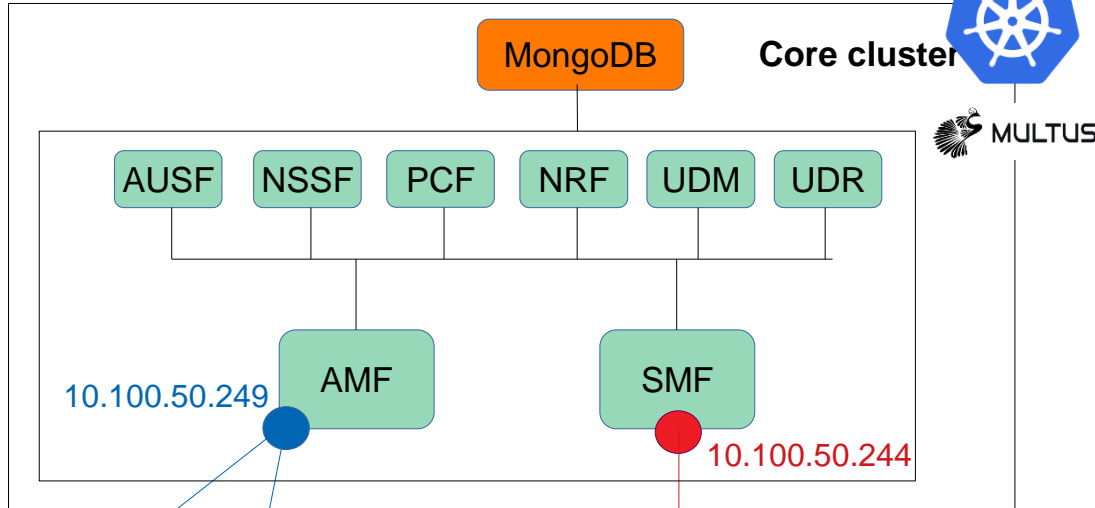 MongoDB
Core cluster
MULTUS
AUSF
NSSF
PCF
NRF
UDM
UDR
AMF
SMF
10.100.50.249
10.100.50.244